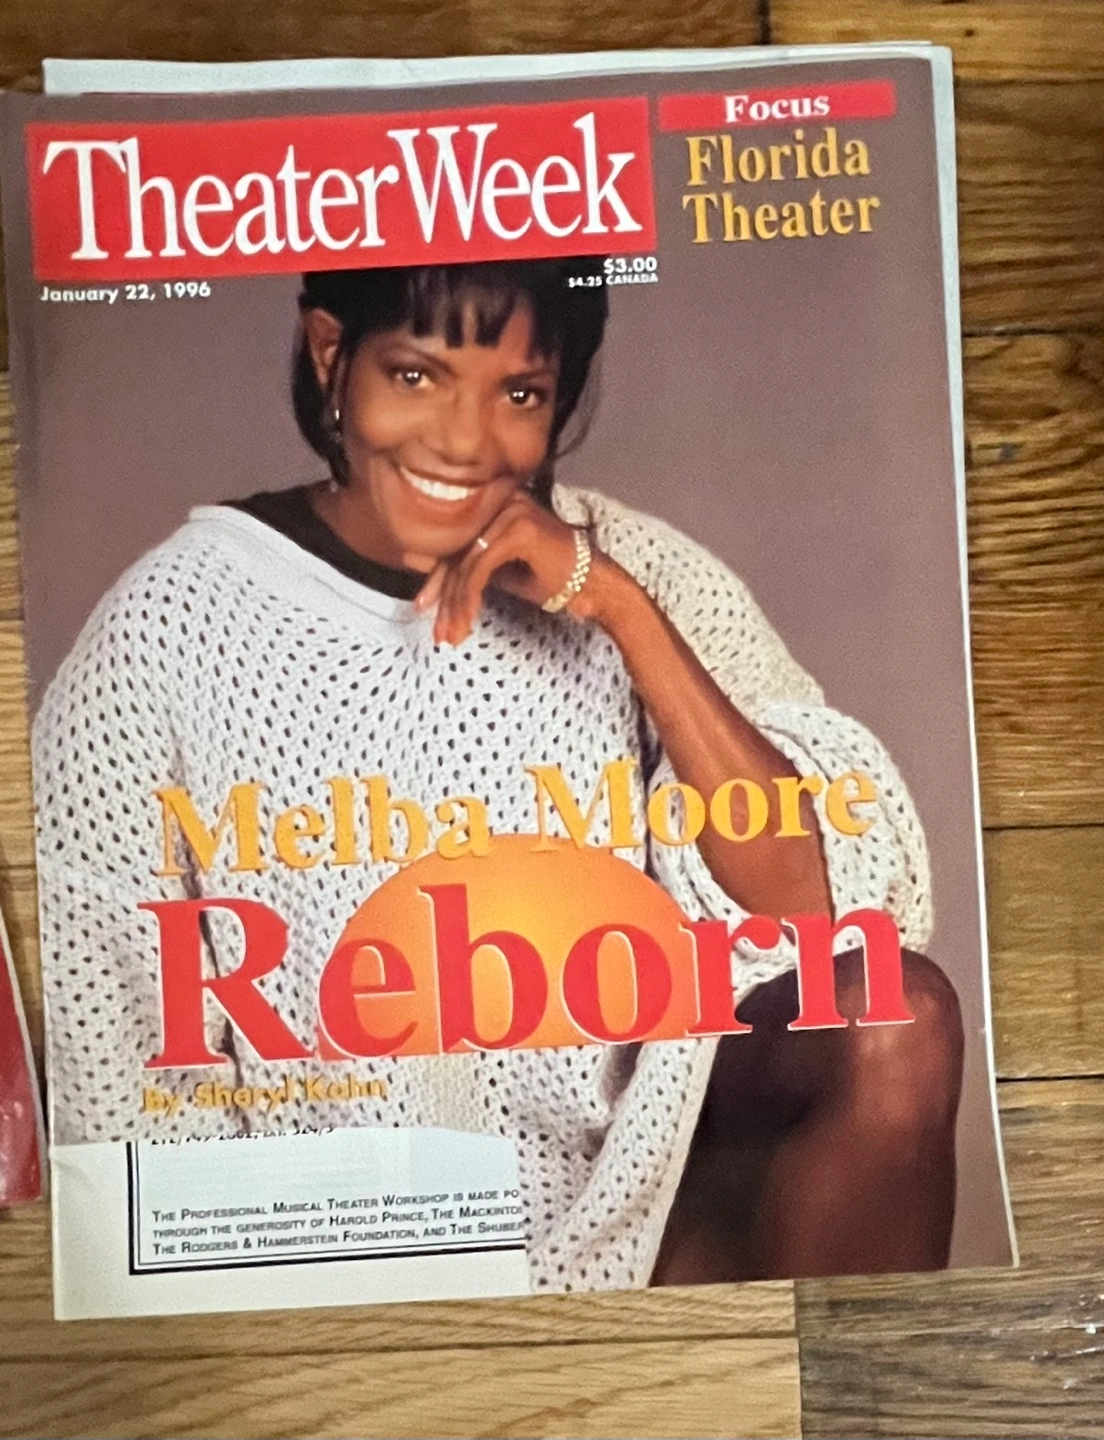 TheaterWeek
Focus
Florida
Theater
January 22, 1996
$3.00
$4.25 CANADA
Melba Moore
Reborn
By Sheryl Kahn
THE PROFESSIONAL MUSICAL THEATER WORKSHOP IS MADE PO
THROUGH THE GENEROSITY OF HAROLD PRINCE, THE MACKINTO
THE RODGERS & HAMMERSTEIN FOUNDATION, AND THE SHUBER